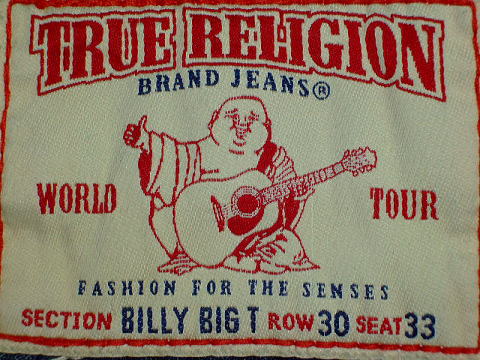 TRUE RELIGION
BRAND JEANS®
WORLD TOUR
FASHION FOR THE SENSES
SECTION BILLY BIG T ROW 30 SEAT 33